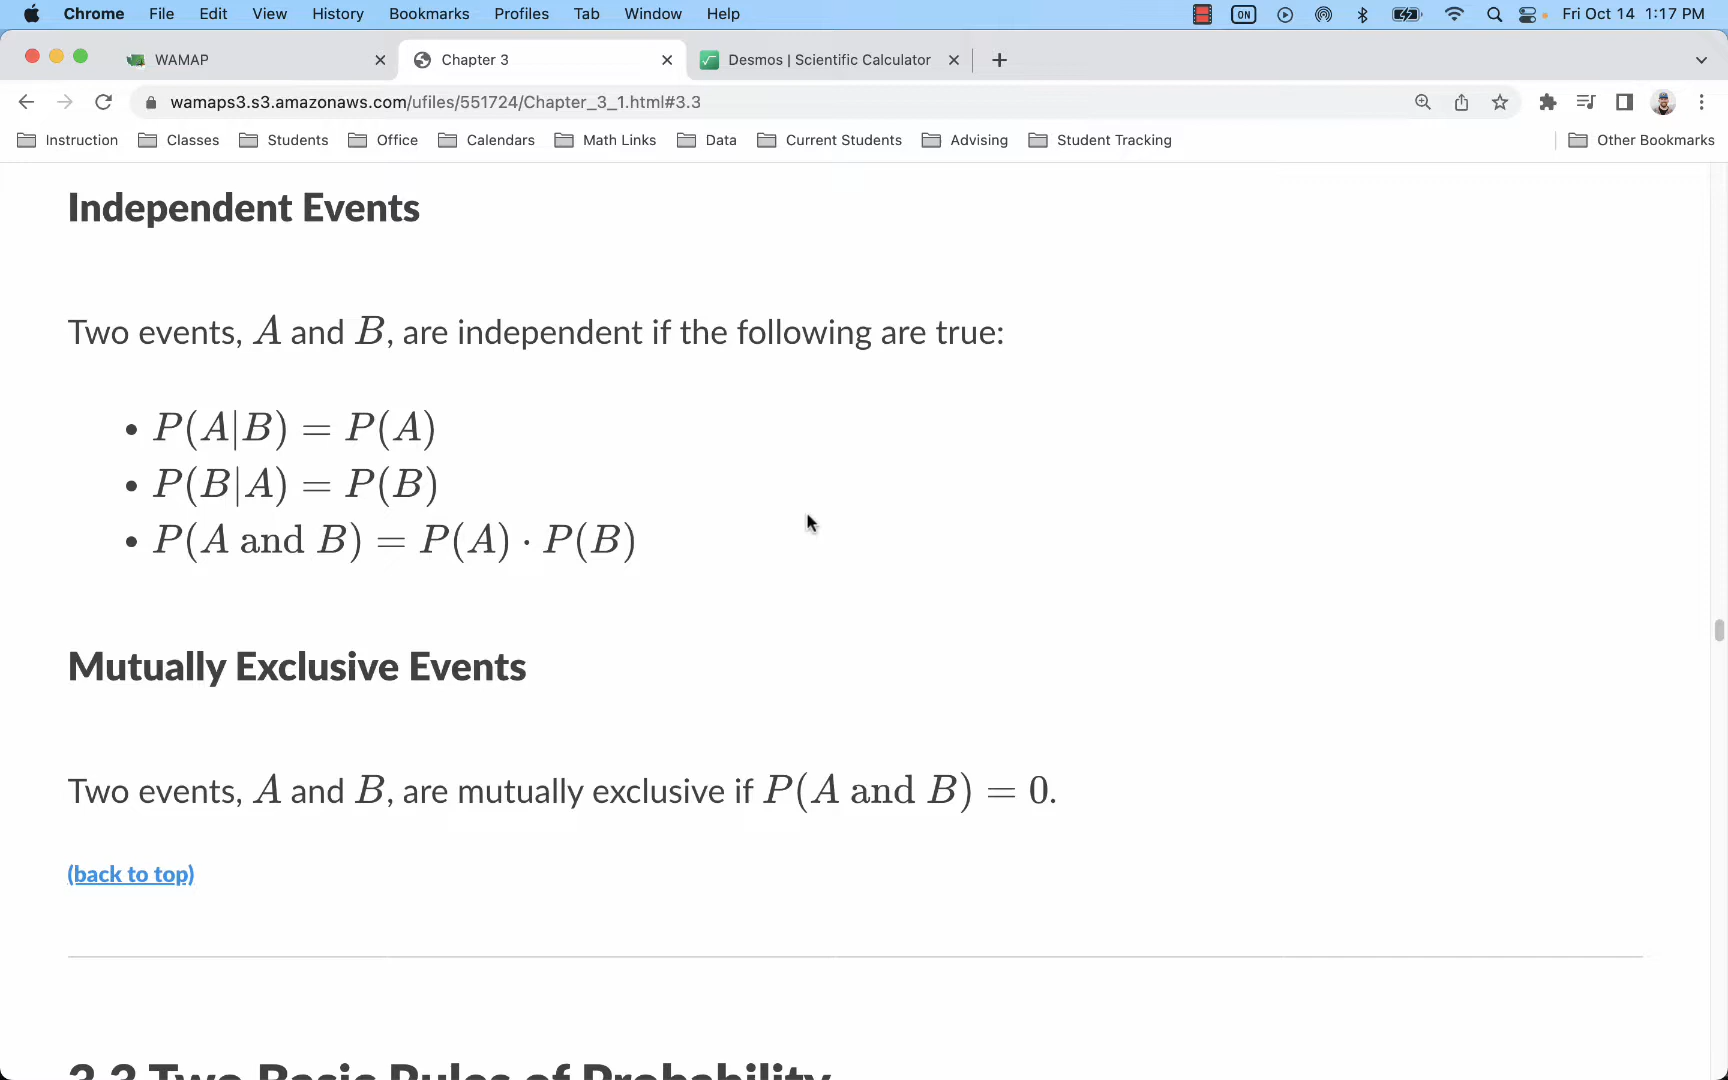 Chrome File Edit View History Bookmarks Profiles Tab Window Help ON Fri Oct 14 1:17 PM
WAMAP Chapter 3 Desmos | Scientific Calculator
wamaps3.s3.amazonaws.com/ufiles/551724/Chapter_3_1.html#3.3
Instruction Classes Students Office Calendars Math Links Data Current Students Advising Student Tracking Other Bookmarks
Independent Events
Two events, A and B, are independent if the following are true:
• P(A|B) = P(A)
• P(B|A) = P(B)
• P(A and B) = P(A) · P(B)
Mutually Exclusive Events
Two events, A and B, are mutually exclusive if P(A and B) = 0.
(back to top)
3.3 Two Basic Rules of Probability